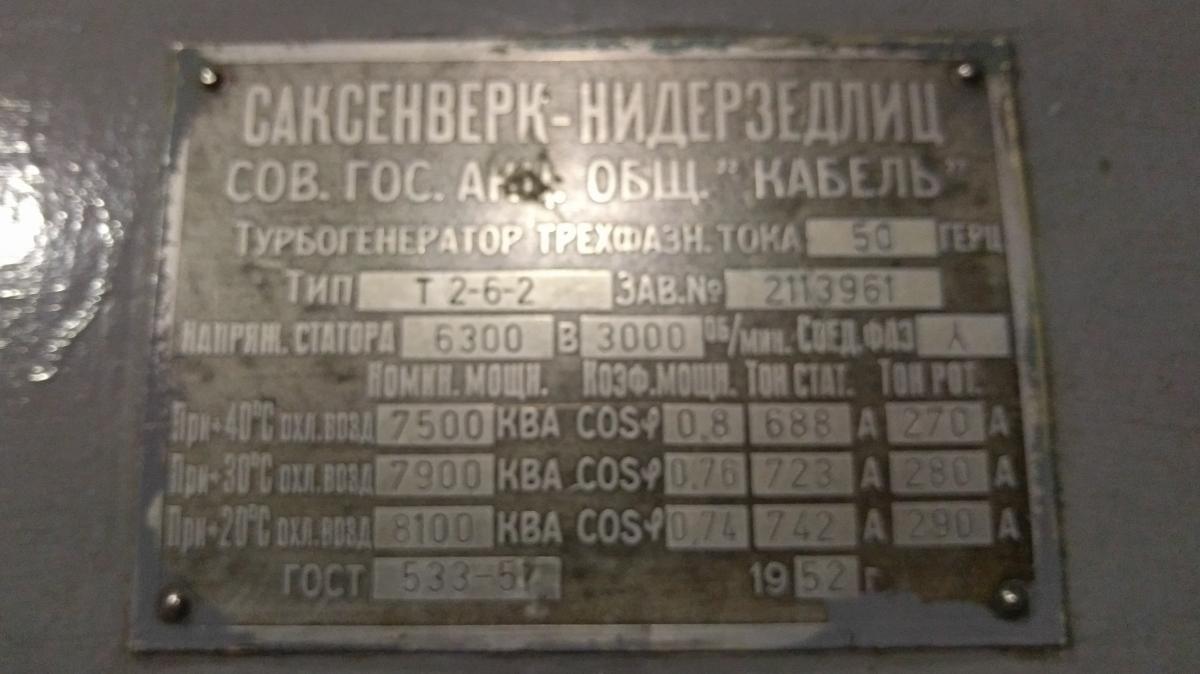 САКСЕНВЕРК-НИДЕРЗЕДЛИЦ
СОВ. ГОС. АКЦ. ОБЩ. "КАБЕЛЬ"
ТУРБОГЕНЕРАТОР ТРЕХФАЗН. ТОКА 50 ГЕРЦ
ТИП Т 2-6-2 ЗАВ.№ 2113961
НАПРЯЖ. СТАТОРА 6300 В 3000 ОБ/МИН. СОЕД. ФАЗ
НОМИН. МОЩН. КОЭФ. МОЩН. ТОК СТАТ. ТОК РОТ.
При+40°С ОХЛ. ВОЗД 7500 КВА COSφ 0,8 688 А 270 А
При+30°С ОХЛ. ВОЗД 7900 КВА COSφ 0,76 723 А 280 А
При+20°С ОХЛ. ВОЗД 8100 КВА COSφ 0,74 742 А 290 А
ГОСТ 1952 г